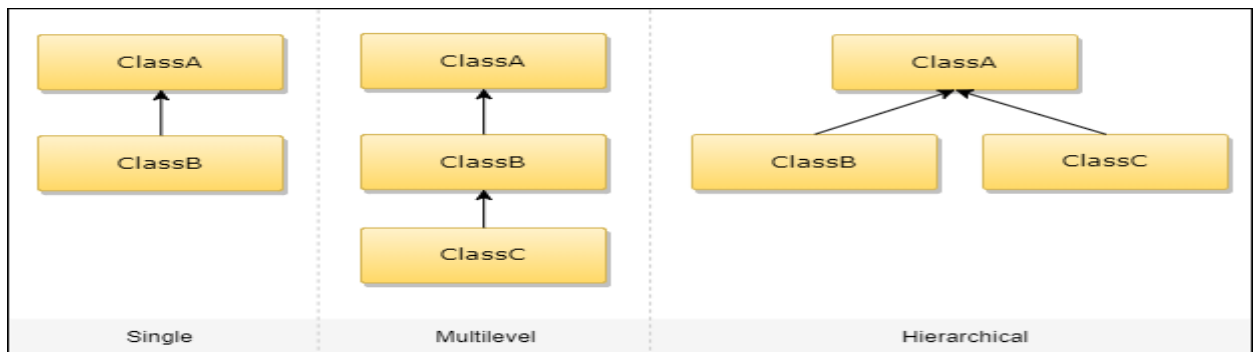 ClassA
ClassB
Single
ClassA
ClassB
ClassC
Multilevel
ClassA
ClassB
ClassC
Hierarchical